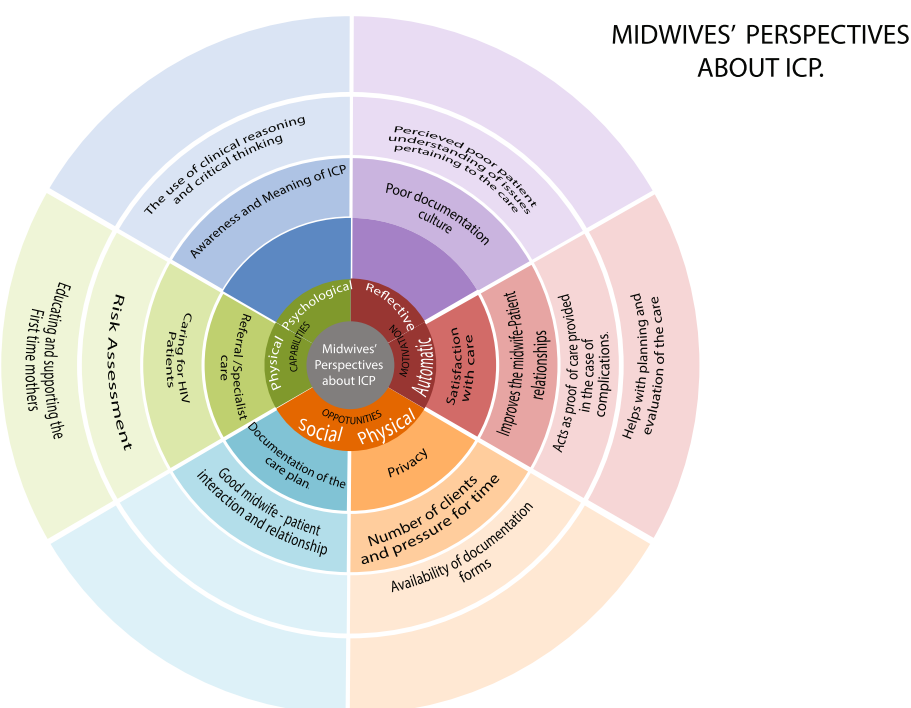 MIDWIVES’ PERSPECTIVES
ABOUT ICP.
The use of clinical reasoning
and critical thinking
Awareness and Meaning of ICP
Percieved poor patient
understanding of issues
pertaining to the care
Poor documentation
culture
Psychological
Physical
CAPABILITIES
Reflective
Automatic
MOTIVATION
Midwives’
Perspectives
about ICP
OPPOTUNITIES
Social
Physical
Educating and supporting the
First time mothers
Risk Assessment
Caring for HIV
Patients
Referral /Specialist
care
Satisfaction
with care
Improves the midwife-Patient
relationships
Acts as proof of care provided
in the case of
complications.
Helps with planning and
evaluation of the care
Documentation of the
care plan
Good midwife - patient
interaction and relationship
Privacy
Number of clients
and pressure for time
Availability of documentation
forms